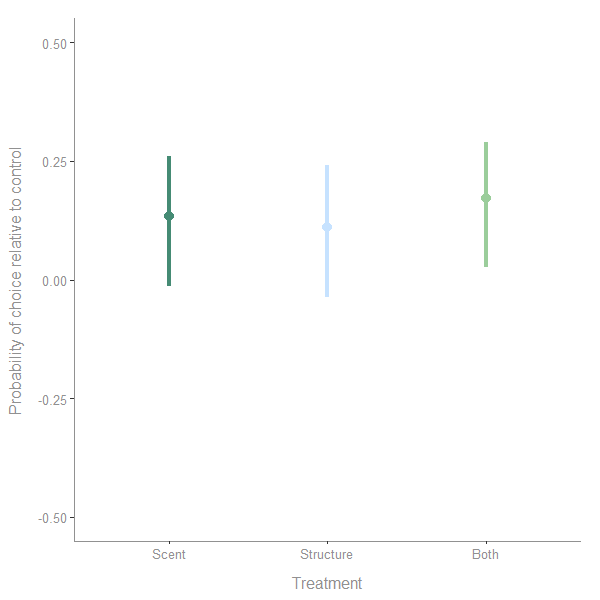 Probability of choice relative to control
0.50
0.25
0.00
-0.25
-0.50
Scent Structure Both
Treatment